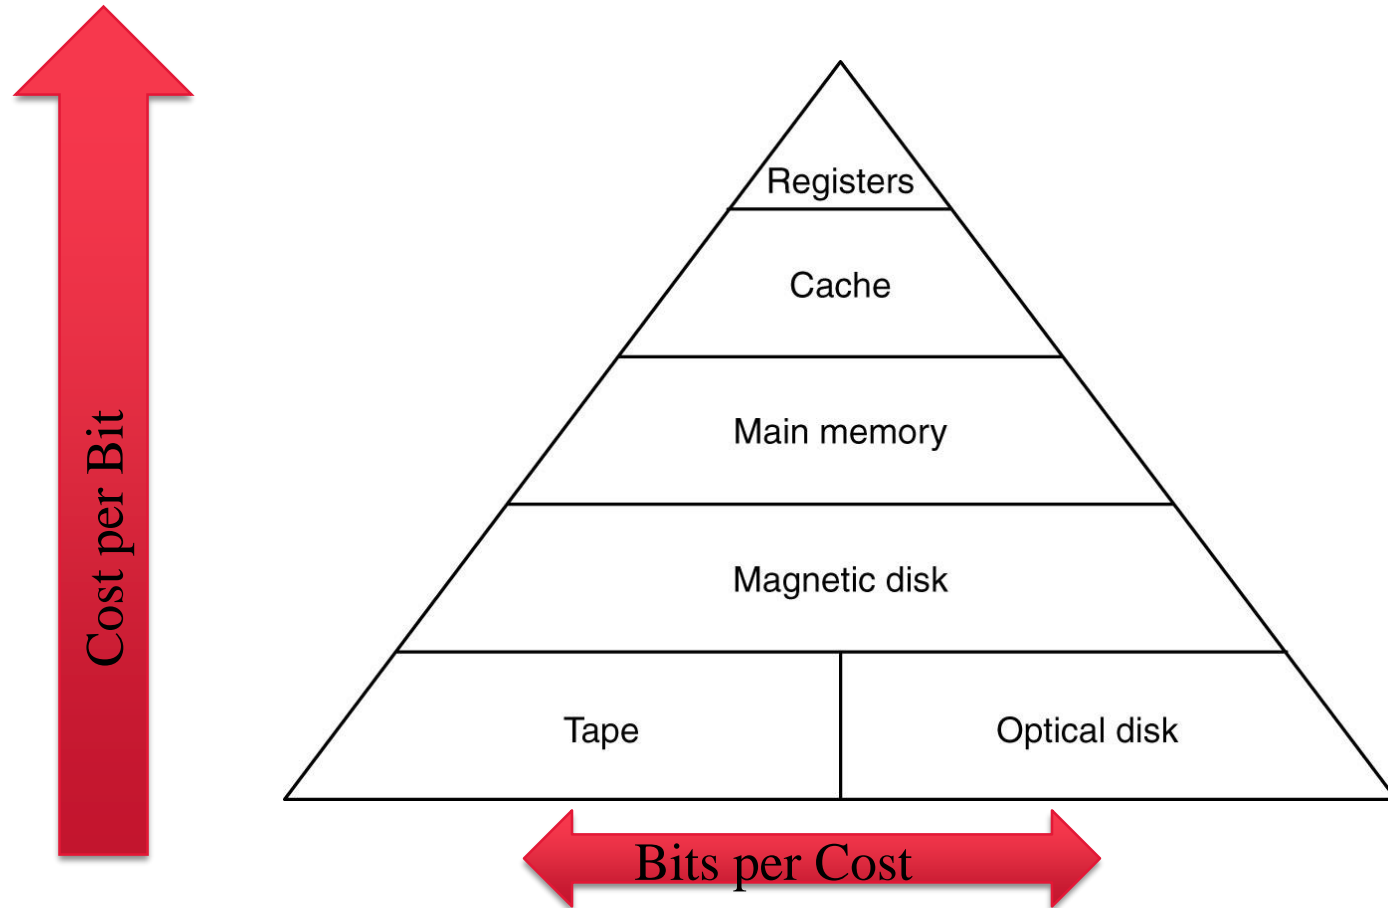 Registers
Cache
Main memory
Magnetic disk
Tape
Optical disk
Cost per Bit
Bits per Cost